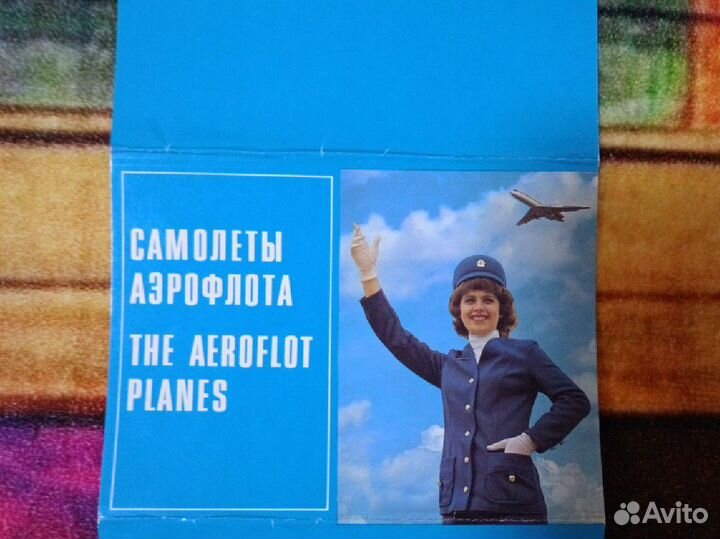 САМОЛЕТЫ
АЭРОФЛОТА
THE AEROFLOT
PLANES
Avito